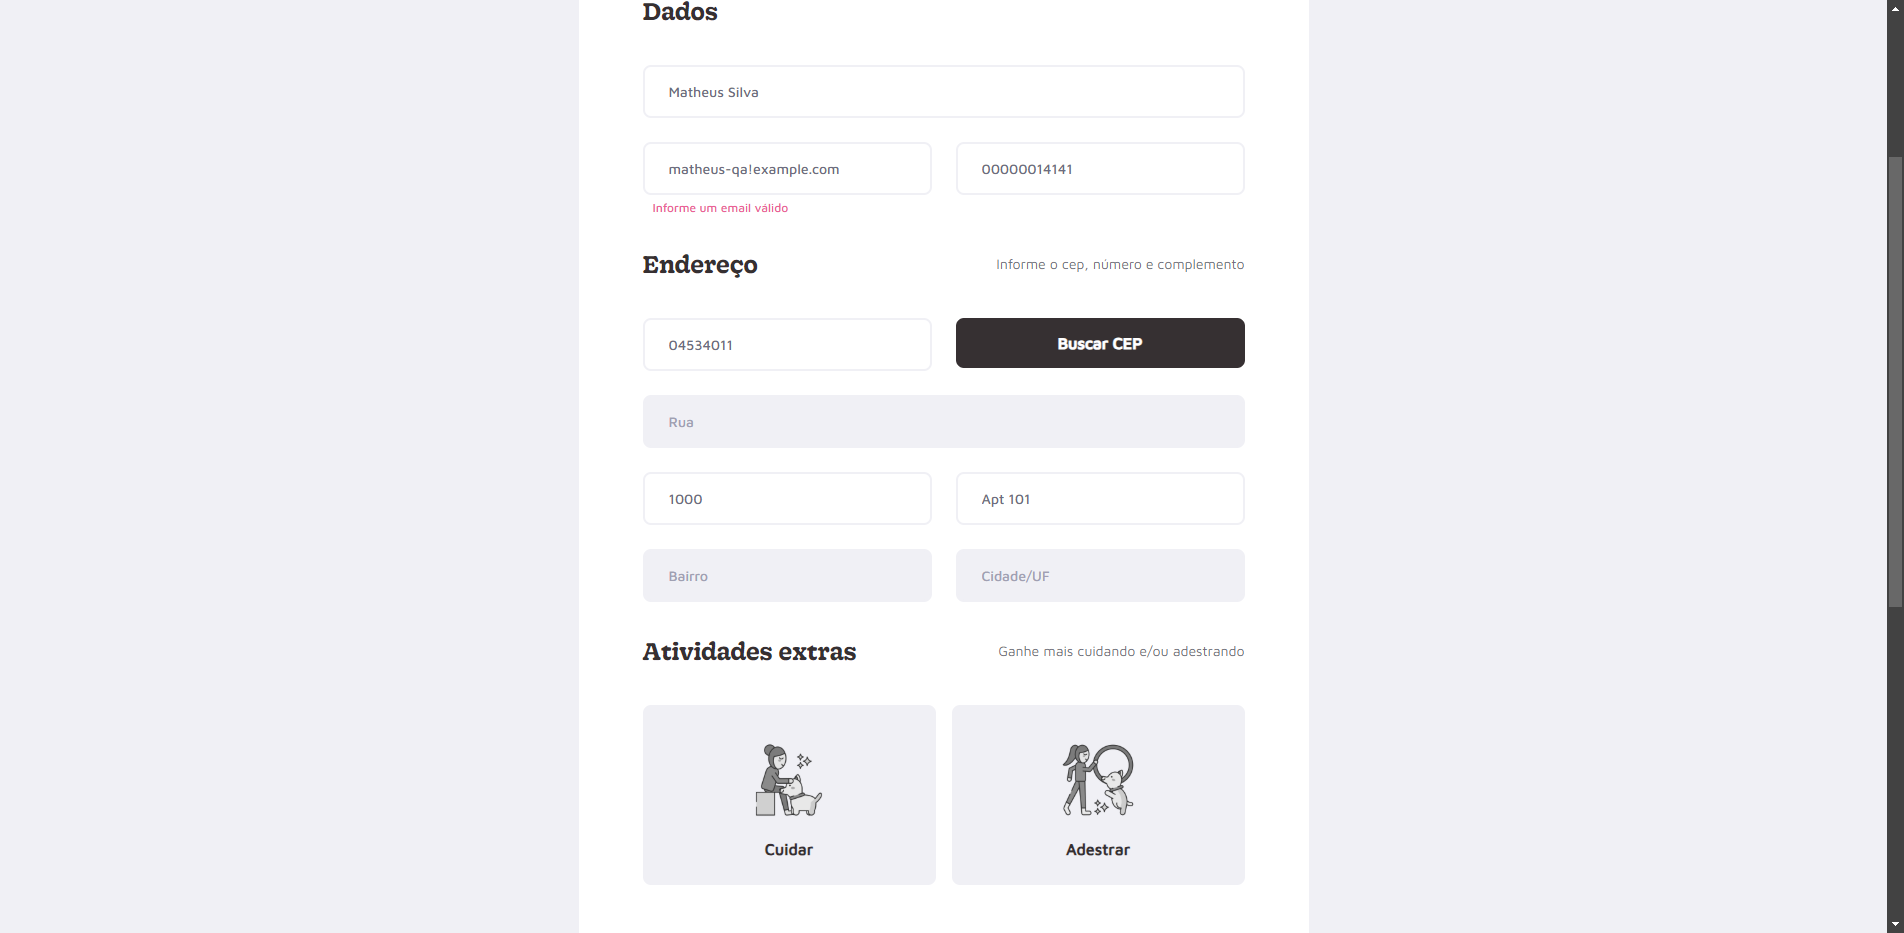 Dados
Matheus Silva
matheus-qa!example.com
00000014141
Informe um email válido
Endereço
Informe o cep, número e complemento
04534011
Buscar CEP
Rua
1000
Apt 101
Bairro
Cidade/UF
Atividades extras
Ganhe mais cuidando e/ou adestrando
Cuidar
Adestrar